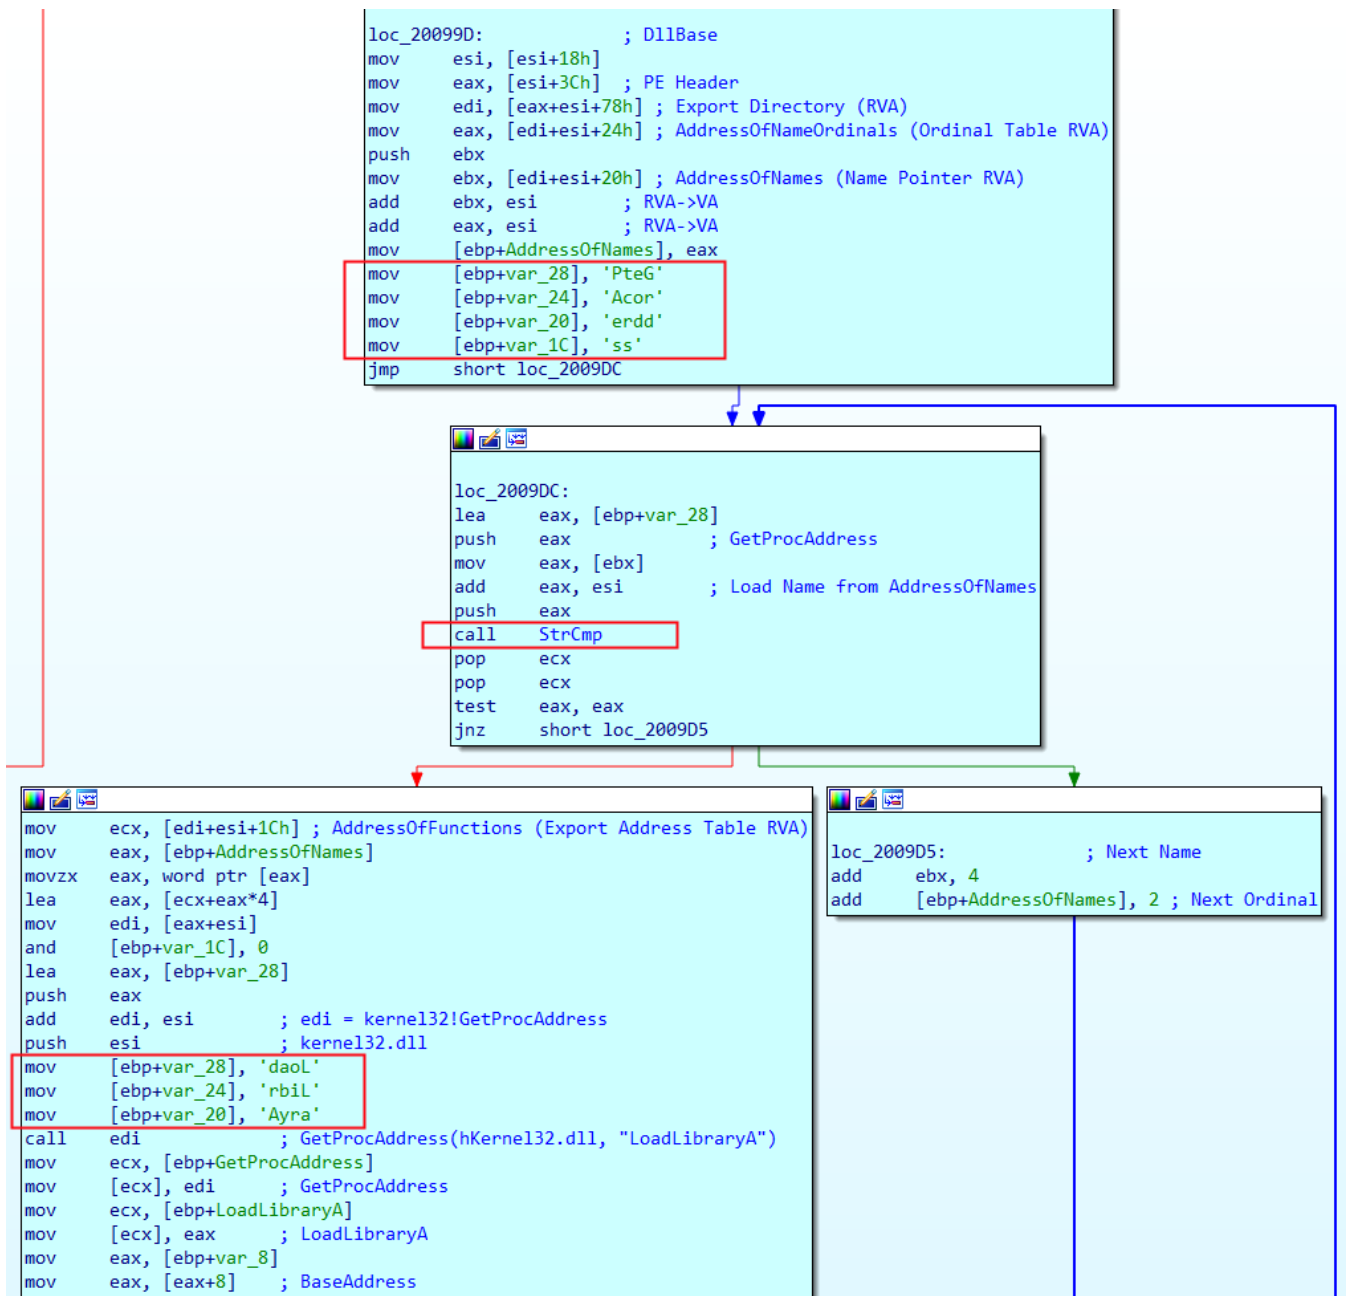 loc_20099D: ; DllBase
mov esi, [esi+18h]
mov eax, [esi+3Ch] ; PE Header
mov edi, [eax+esi+78h] ; Export Directory (RVA)
mov eax, [edi+esi+24h] ; AddressOfNameOrdinals (Ordinal Table RVA)
push ebx
mov ebx, [edi+esi+20h] ; AddressOfNames (Name Pointer RVA)
add ebx, esi ; RVA->VA
add eax, esi ; RVA->VA
mov [ebp+AddressOfNames], eax
mov [ebp+var_28], 'PteG'
mov [ebp+var_24], 'Acor'
mov [ebp+var_20], 'erdd'
mov [ebp+var_1C], 'ss'
jmp short loc_2009DC
loc_2009DC:
lea eax, [ebp+var_28]
push eax ; GetProcAddress
mov eax, [ebx]
add eax, esi ; Load Name from AddressOfNames
push eax
call StrCmp
pop ecx
pop ecx
test eax, eax
jnz short loc_2009D5
mov ecx, [edi+esi+1Ch] ; AddressOfFunctions (Export Address Table RVA)
mov eax, [ebp+AddressOfNames]
movzx eax, word ptr [eax]
lea eax, [ecx+eax*4]
mov edi, [eax+esi]
and [ebp+var_1C], 0
lea eax, [ebp+var_28]
push eax
add edi, esi ; edi = kernel32!GetProcAddress
push esi ; kernel32.dll
mov [ebp+var_28], 'daoL'
mov [ebp+var_24], 'rbiL'
mov [ebp+var_20], 'Ayra'
call edi ; GetProcAddress(hKernel32.dll, "LoadLibraryA")
mov ecx, [ebp+GetProcAddress]
mov [ecx], edi ; GetProcAddress
mov ecx, [ebp+LoadLibraryA]
mov [ecx], eax ; LoadLibraryA
mov eax, [ebp+var_8]
mov eax, [eax+8] ; BaseAddress
loc_2009D5: ; Next Name
add ebx, 4
add [ebp+AddressOfNames], 2 ; Next Ordinal